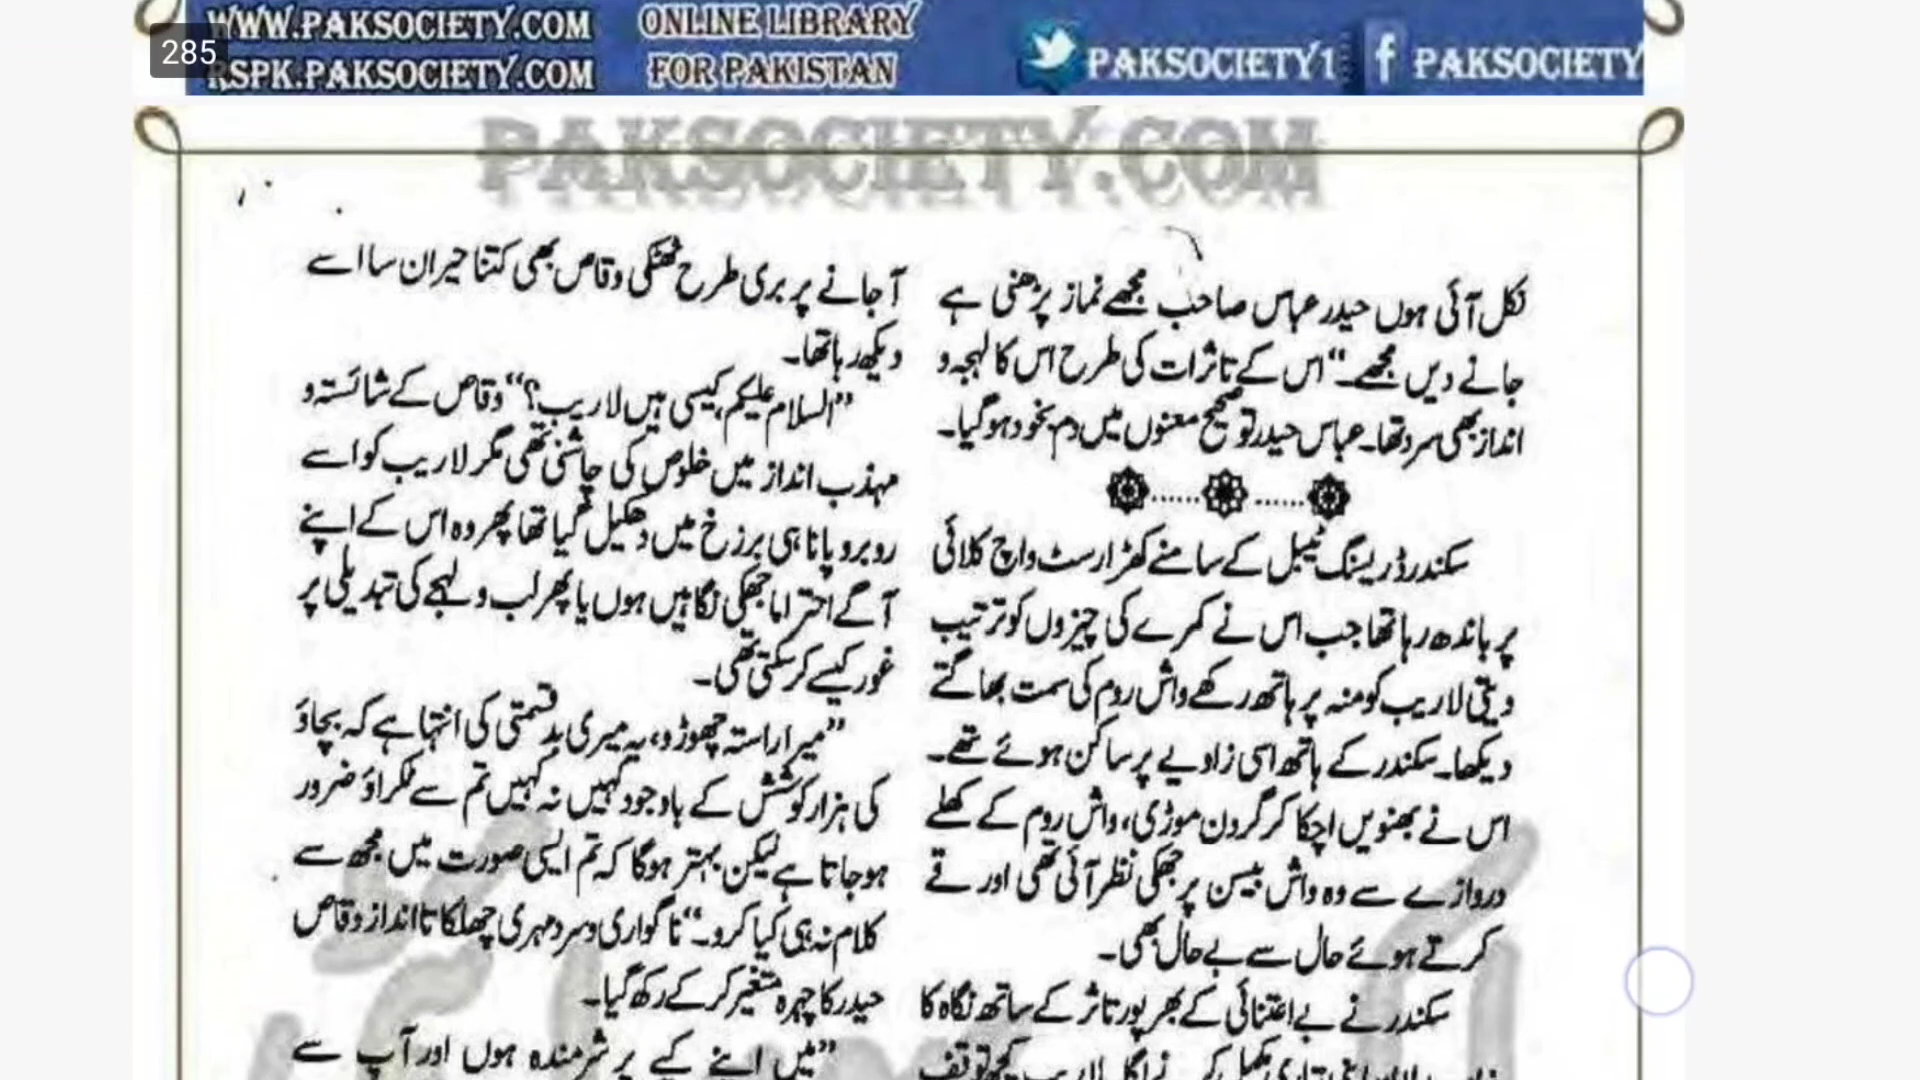 WWW.PAKSOCIETY.COM
RSPK.PAKSOCIETY.COM
285
ONLINE LIBRARY
FOR PAKISTAN
PAKSOCIETY1
PAKSOCIETY
PAKSOCIETY.COM
نکل آئی ہوں حیدر عباس صاحب مجھے نماز پڑھنی ہے
جانے دیں مجھے۔“ اس کے تاثرات کی طرح اس کا لہجہ و
انداز بھی سرد تھا۔ عباس حیدر تو صحیح معنوں میں دم بخود ہو گیا۔
سکندر ڈریسنگ ٹیبل کے سامنے کھڑا رسٹ واچ کلائی
پر باندھ رہا تھا جب اس نے کمرے کی چیزوں کو ترتیب
دیتی لاریب کو منہ پر ہاتھ رکھے واش روم کی سمت بھاگتے
دیکھا۔ سکندر کے ہاتھ اسی زاویے پر ساکن ہوئے تھے۔
اس نے بھنویں اچکا کر گردن موڑی، واش روم کے کھلے
دروازے سے وہ واش بیسن پر جھکی نظر آئی تھی اور قے
کرتے ہوئے حال سے بے حال بھی۔
سکندر نے بے اعتنائی کے بھرپور تاثر کے ساتھ نگاہ کا
آ جانے پر بری طرح ٹھٹکی وقاص بھی کتنا حیران سا اسے
دیکھ رہا تھا۔
”السلام علیکم، کیسی ہیں لاریب؟“ وقاص کے شائستہ و
مہذب انداز میں خلوص کی چاشنی تھی مگر لاریب کو اسے
روبرو پانا ہی برزخ میں دھکیل گیا تھا پھر وہ اس کے اپنے
آگے احتراما جھکی نگاہیں ہوں یا پھر لب و لہجے کی تبدیلی پر
غور کیسے کر سکتی تھی۔
”میرا راستہ چھوڑو، یہ میری بدقسمتی کی انتہا ہے کہ بچاؤ
کی ہزار کوشش کے باوجود کہیں نہ کہیں تم سے ٹکراؤ ضرور
ہو جاتا ہے لیکن بہتر ہوگا کہ تم ایسی صورت میں مجھ سے
کلام نہ ہی کیا کرو۔“ ناگواری و سرد مہری چھلکاتا انداز وقاص
حیدر کا چہرہ متغیر کر کے رکھ گیا۔
”میں اپنے کیے پر شرمندہ ہوں اور آپ سے